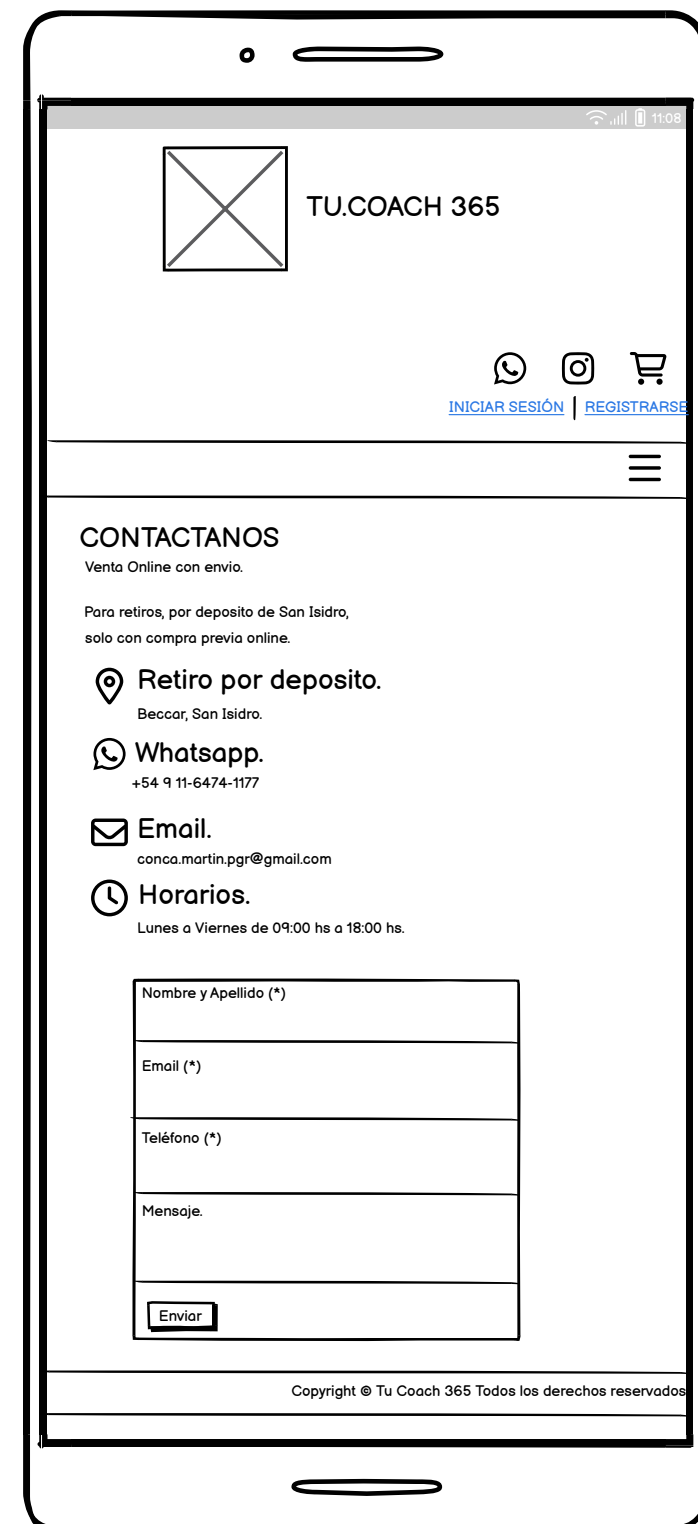 11:08
TU.COACH 365
INICIAR SESIÓN | REGISTRARSE
CONTACTANOS
Venta Online con envio.
Para retiros, por deposito de San Isidro,
solo con compra previa online.
Retiro por deposito.
Beccar, San Isidro.
Whatsapp.
+54 9 11-6474-1177
Email.
conca.martin.pgr@gmail.com
Horarios.
Lunes a Viernes de 09:00 hs a 18:00 hs.
Nombre y Apellido (*)
Email (*)
Teléfono (*)
Mensaje.
Enviar
Copyright © Tu Coach 365 Todos los derechos reservados